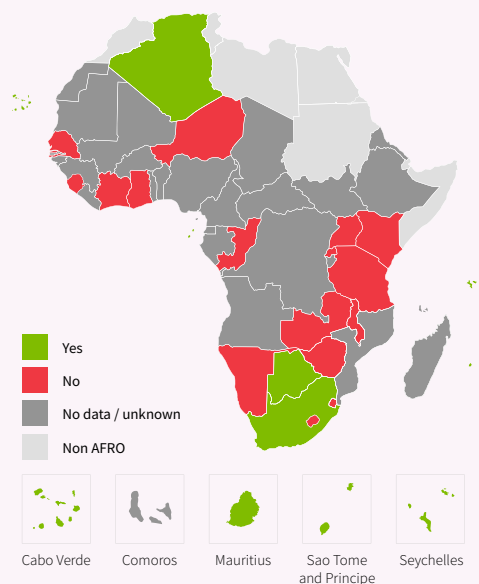 Yes
No
No data / unknown
Non AFRO
Cabo Verde
Comoros
Mauritius
Sao Tome
and Principe
Seychelles